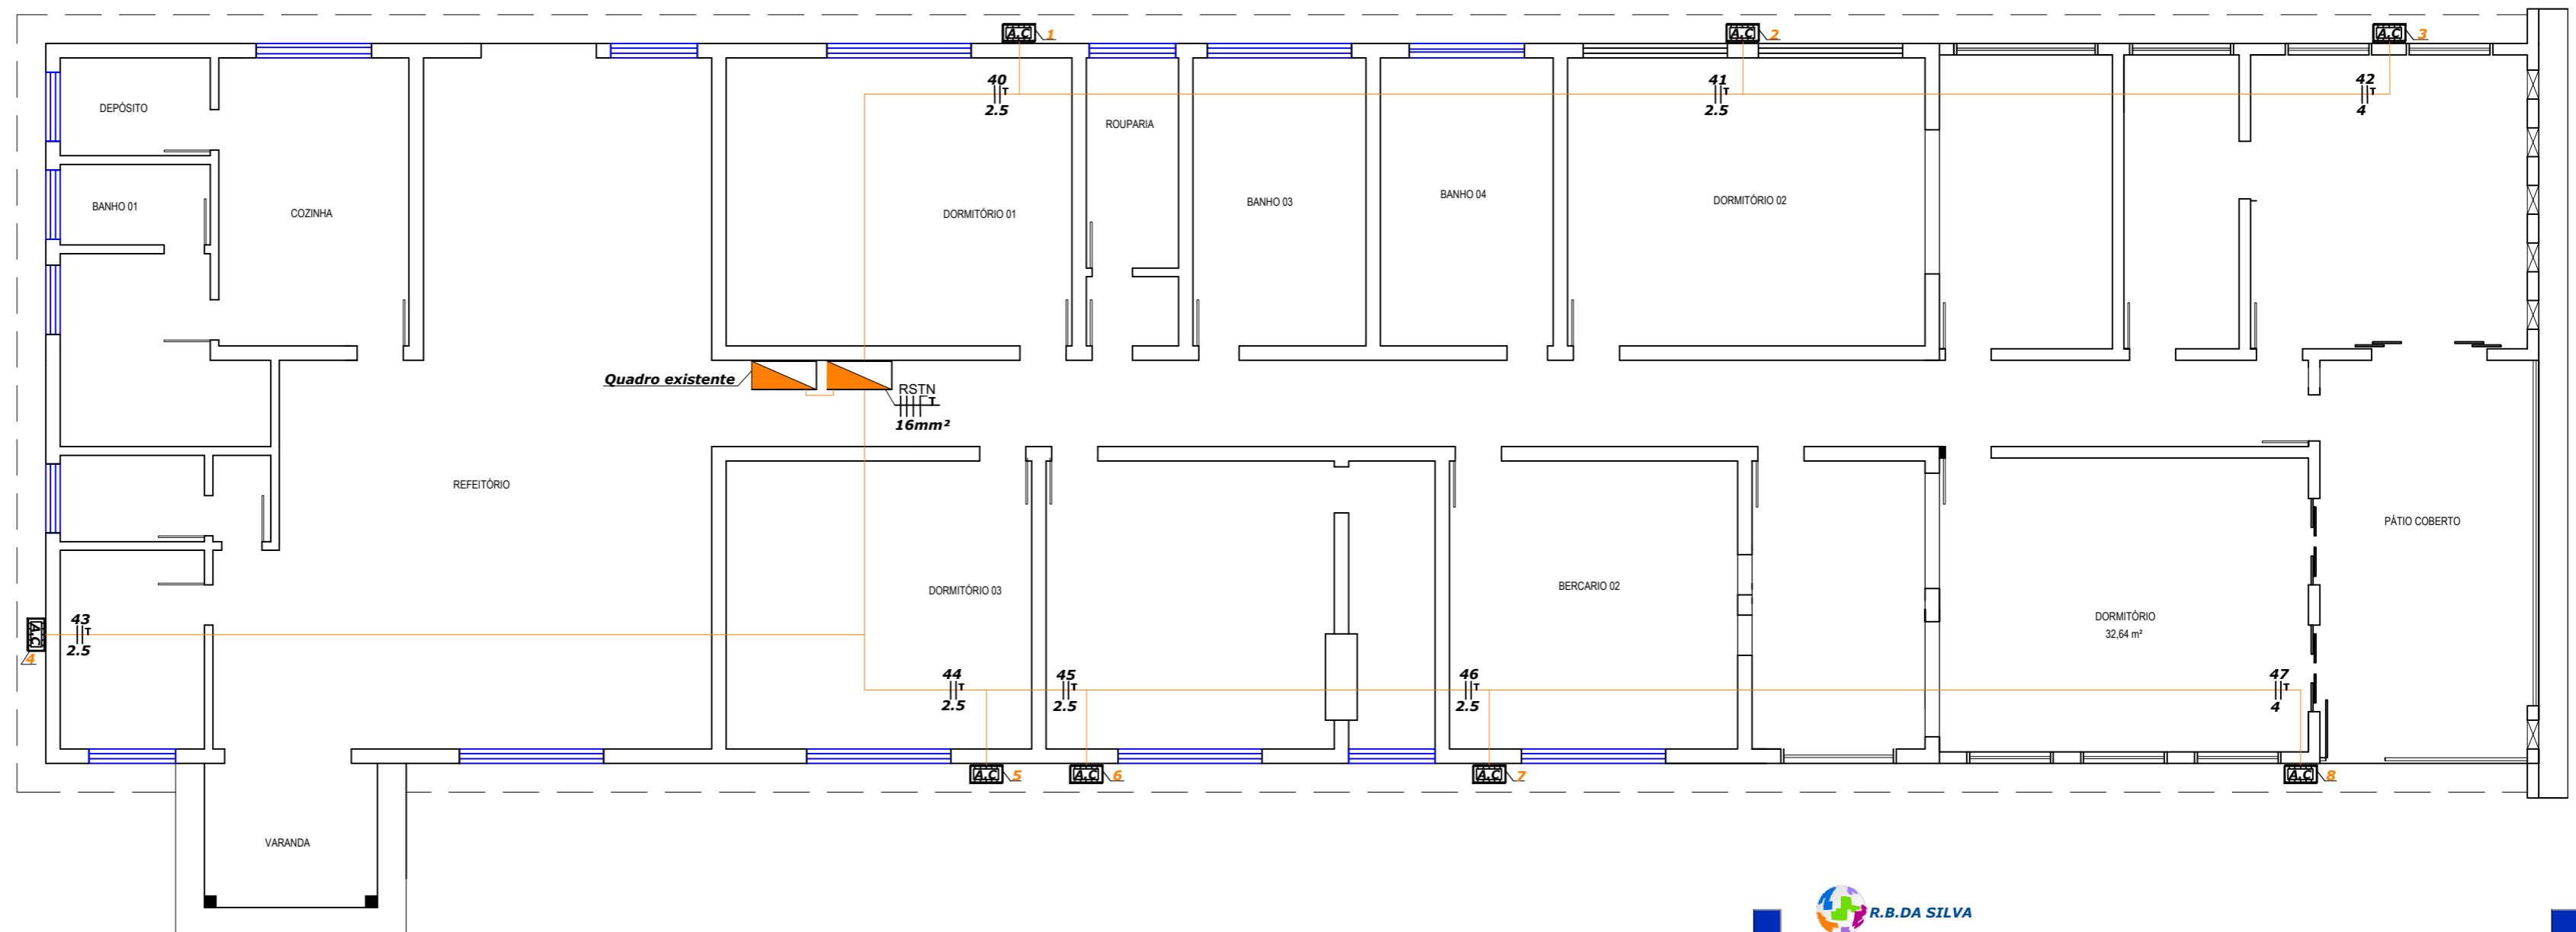 A.C 1
A.C 2
A.C 3
40
T
2.5
41
T
2.5
42
T
4
DEPÓSITO
ROUPARIA
BANHO 01
COZINHA
DORMITÓRIO 01
BANHO 03
BANHO 04
DORMITÓRIO 02
Quadro existente
RSTN
T
16mm²
REFEITÓRIO
PÁTIO COBERTO
DORMITÓRIO 03
BERCARIO 02
DORMITÓRIO
32,64 m²
A.C 4
43
T
2.5
44
T
2.5
45
T
2.5
46
T
2.5
47
T
4
A.C 5
A.C 6
A.C 7
A.C 8
VARANDA
R.B.DA SILVA